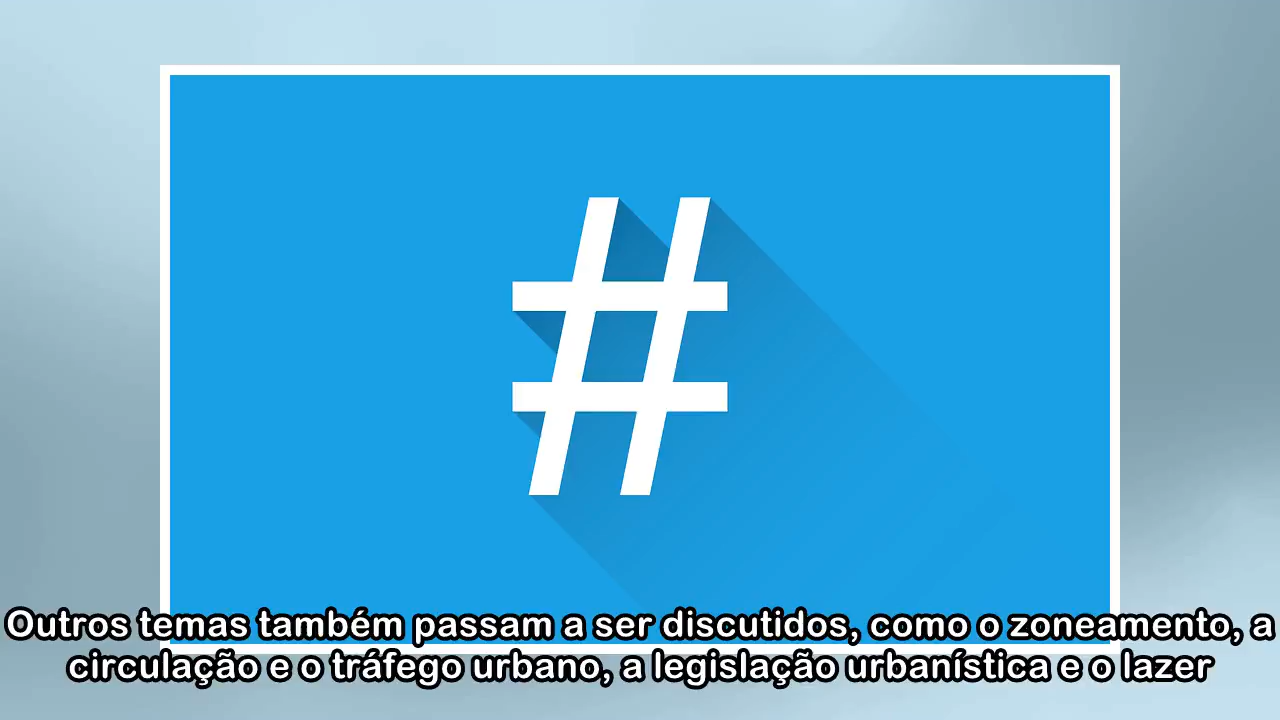 #
Outros temas também passam a ser discutidos, como o zoneamento, a
circulação e o tráfego urbano, a legislação urbanística e o lazer